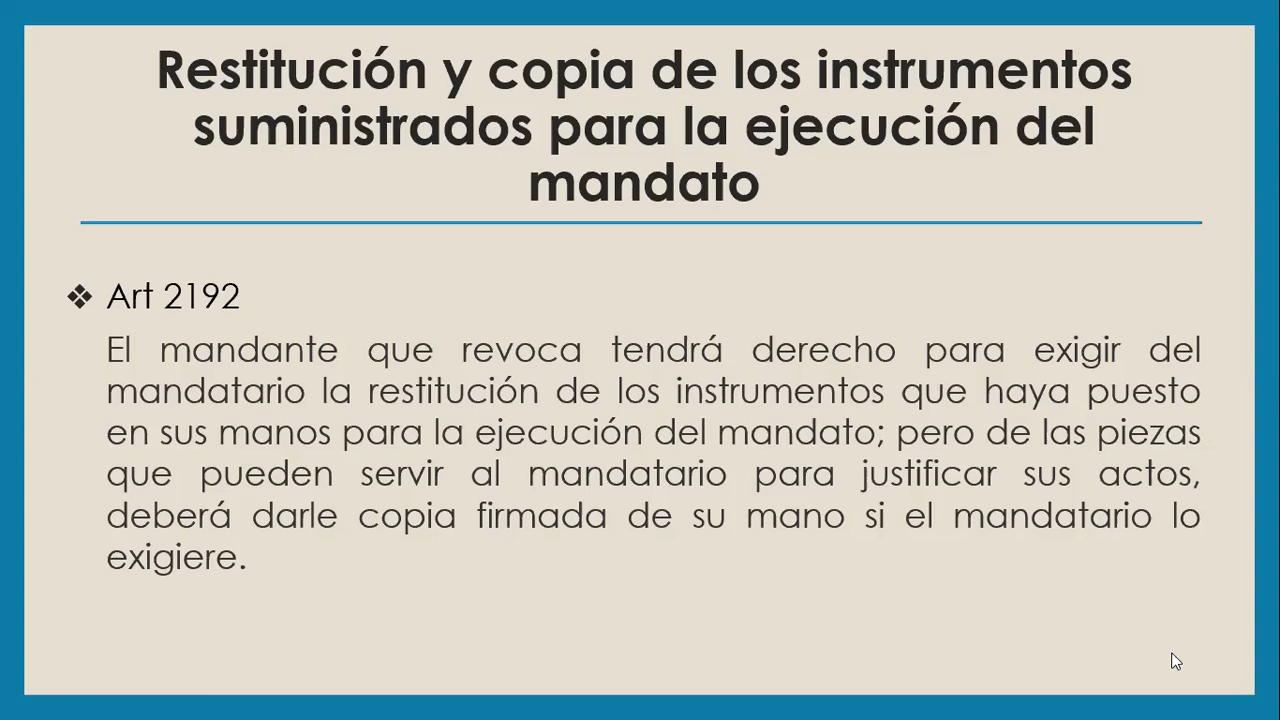 Restitución y copia de los instrumentos
suministrados para la ejecución del
mandato
Art 2192
El mandante que revoca tendrá derecho para exigir del
mandatario la restitución de los instrumentos que haya puesto
en sus manos para la ejecución del mandato; pero de las piezas
que pueden servir al mandatario para justificar sus actos,
deberá darle copia firmada de su mano si el mandatario lo
exigiere.